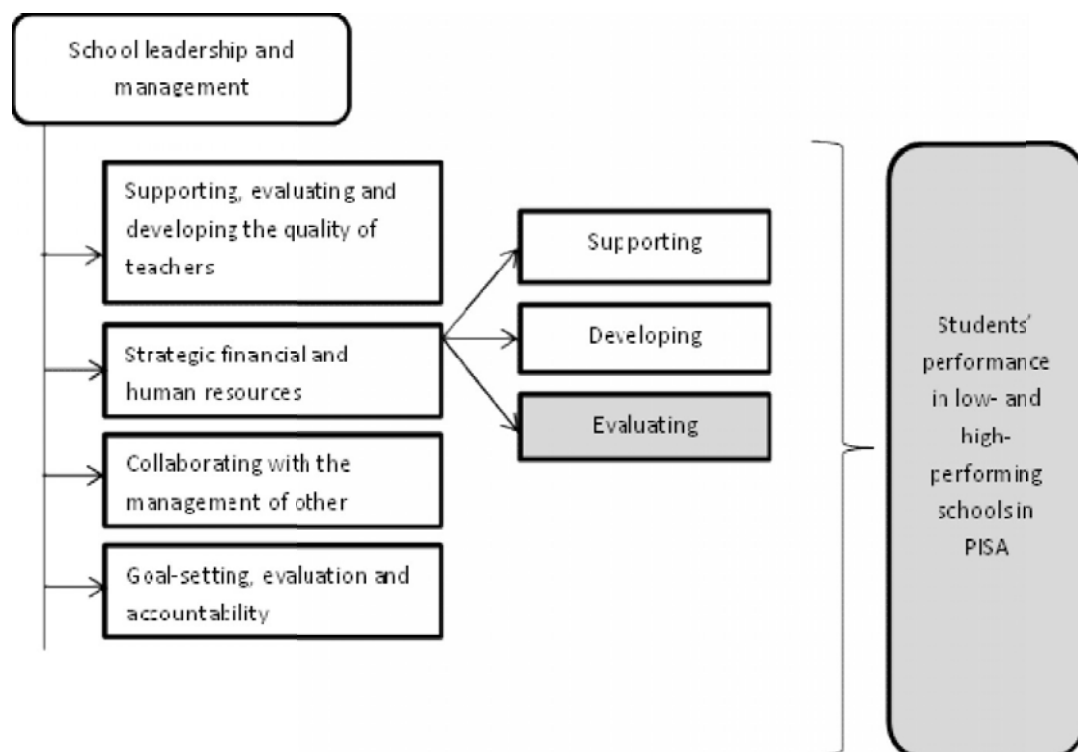 School leadership and
management
Supporting, evaluating and
developing the quality of
teachers
Strategic financial and
human resources
Collaborating with the
management of other
Goal-setting, evaluation and
accountability
Supporting
Developing
Evaluating
Students'
performance
in low- and
high-
performing
schools in
PISA